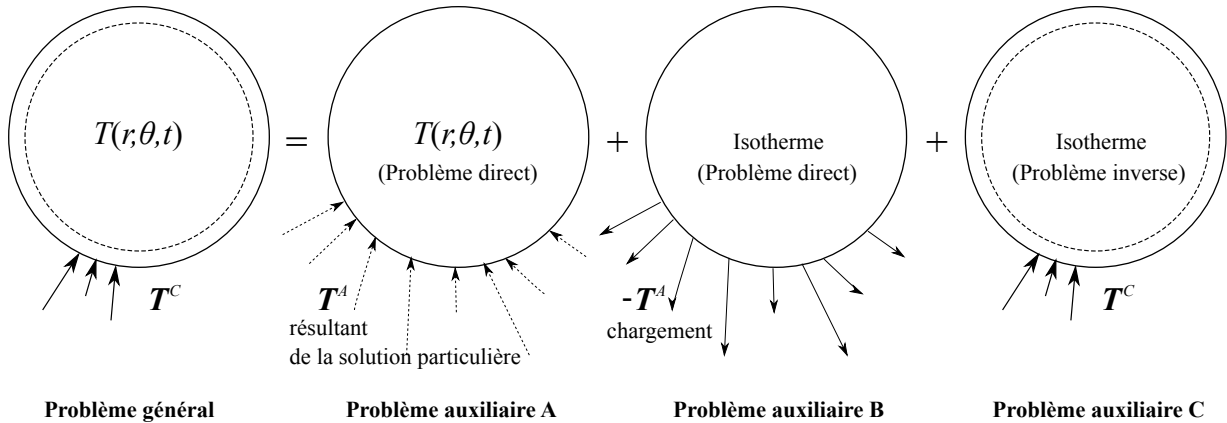 T(r,θ,t)
T^C
Problème général
=
T(r,θ,t)
(Problème direct)
T^A
résultant
de la solution particulière
Problème auxiliaire A
+
Isotherme
(Problème direct)
-T^A
chargement
Problème auxiliaire B
+
Isotherme
(Problème inverse)
T^C
Problème auxiliaire C